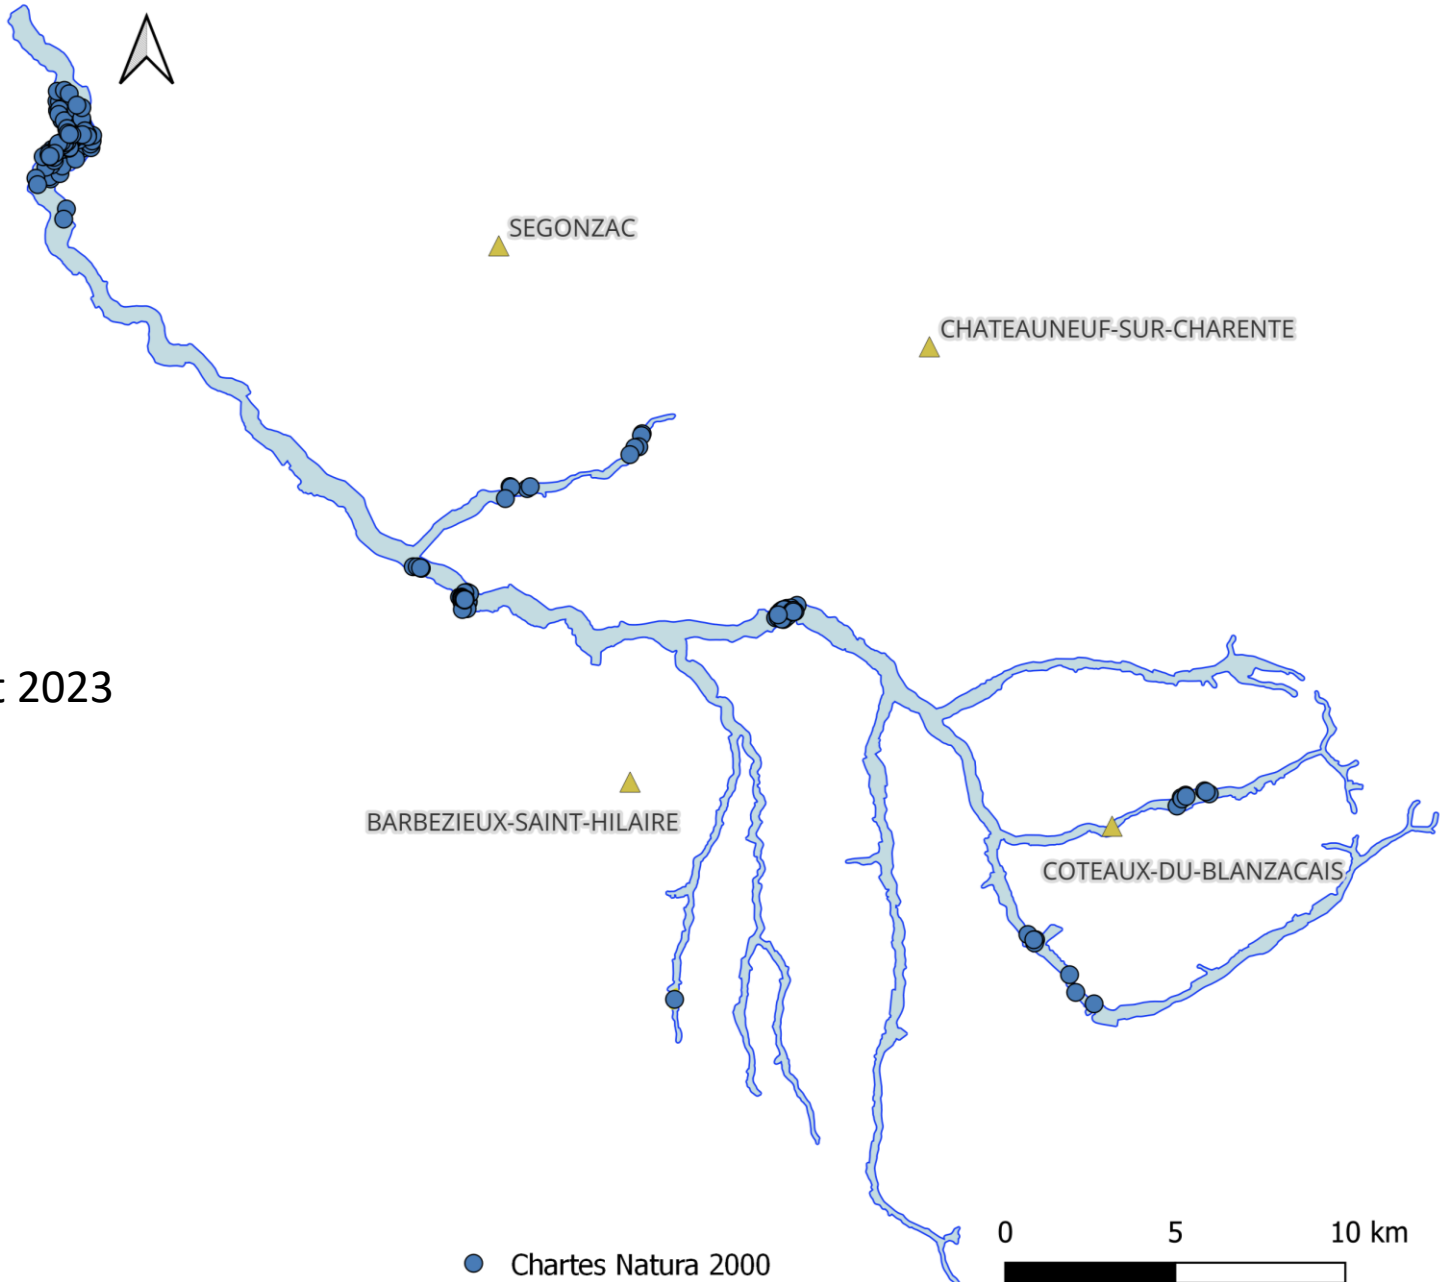 SEGONZAC
CHATEAUNEUF-SUR-CHARENTE
t 2023
BARBEZIEUX-SAINT-HILAIRE
COTEAUX-DU-BLANZACAIS
0 5 10 km
Chartes Natura 2000